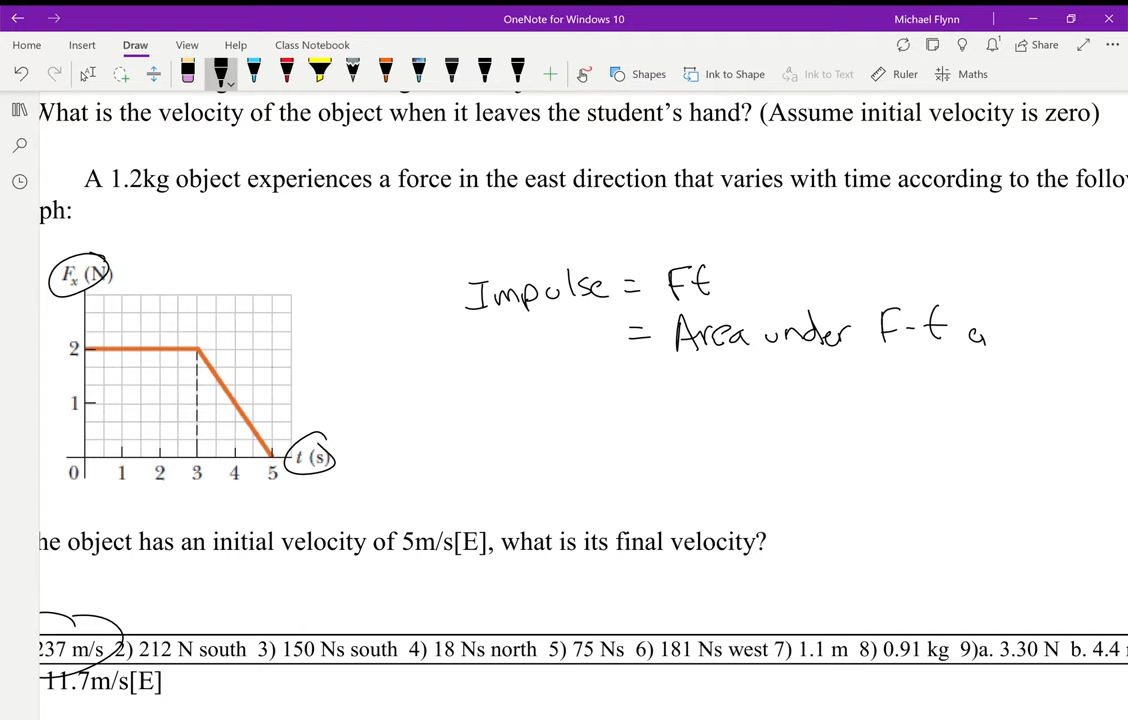 OneNote for Windows 10
Michael Flynn
Home Insert Draw View Help Class Notebook
1 Share
Shapes Ink to Shape Ink to Text Ruler Maths
What is the velocity of the object when it leaves the student's hand? (Assume initial velocity is zero)
A 1.2kg object experiences a force in the east direction that varies with time according to the follo
ph:
Fx (N)
Impulse = Ft
= Area under F-t g
2
1
t (s)
0 1 2 3 4 5
he object has an initial velocity of 5m/s[E], what is its final velocity?
237 m/s 2) 212 N south 3) 150 Ns south 4) 18 Ns north 5) 75 Ns 6) 181 Ns west 7) 1.1 m 8) 0.91 kg 9)a. 3.30 N b. 4.4
11.7m/s[E]